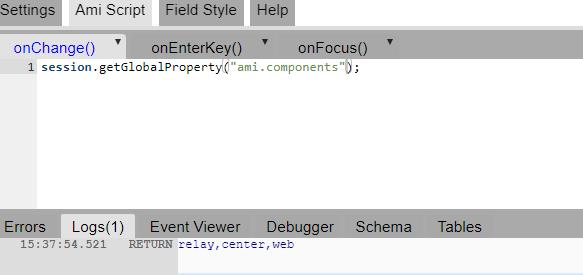 Settings Ami Script Field Style Help
onChange() ▼ onEnterKey() ▼ onFocus() ▼
1 session.getGlobalProperty("ami.components");
Errors Logs(1) Event Viewer Debugger Schema Tables
15:37:54.521 RETURN relay,center,web